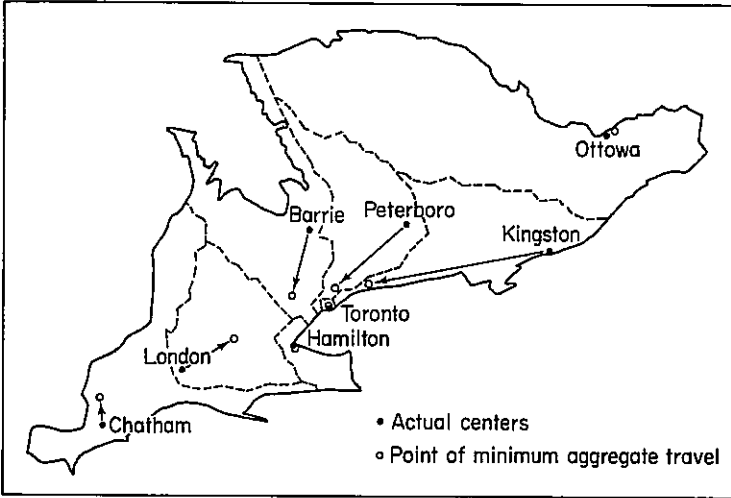 Ottowa
Barrie
Peterboro
Kingston
Toronto
Hamilton
London
Chatham
• Actual centers
○ Point of minimum aggregate travel